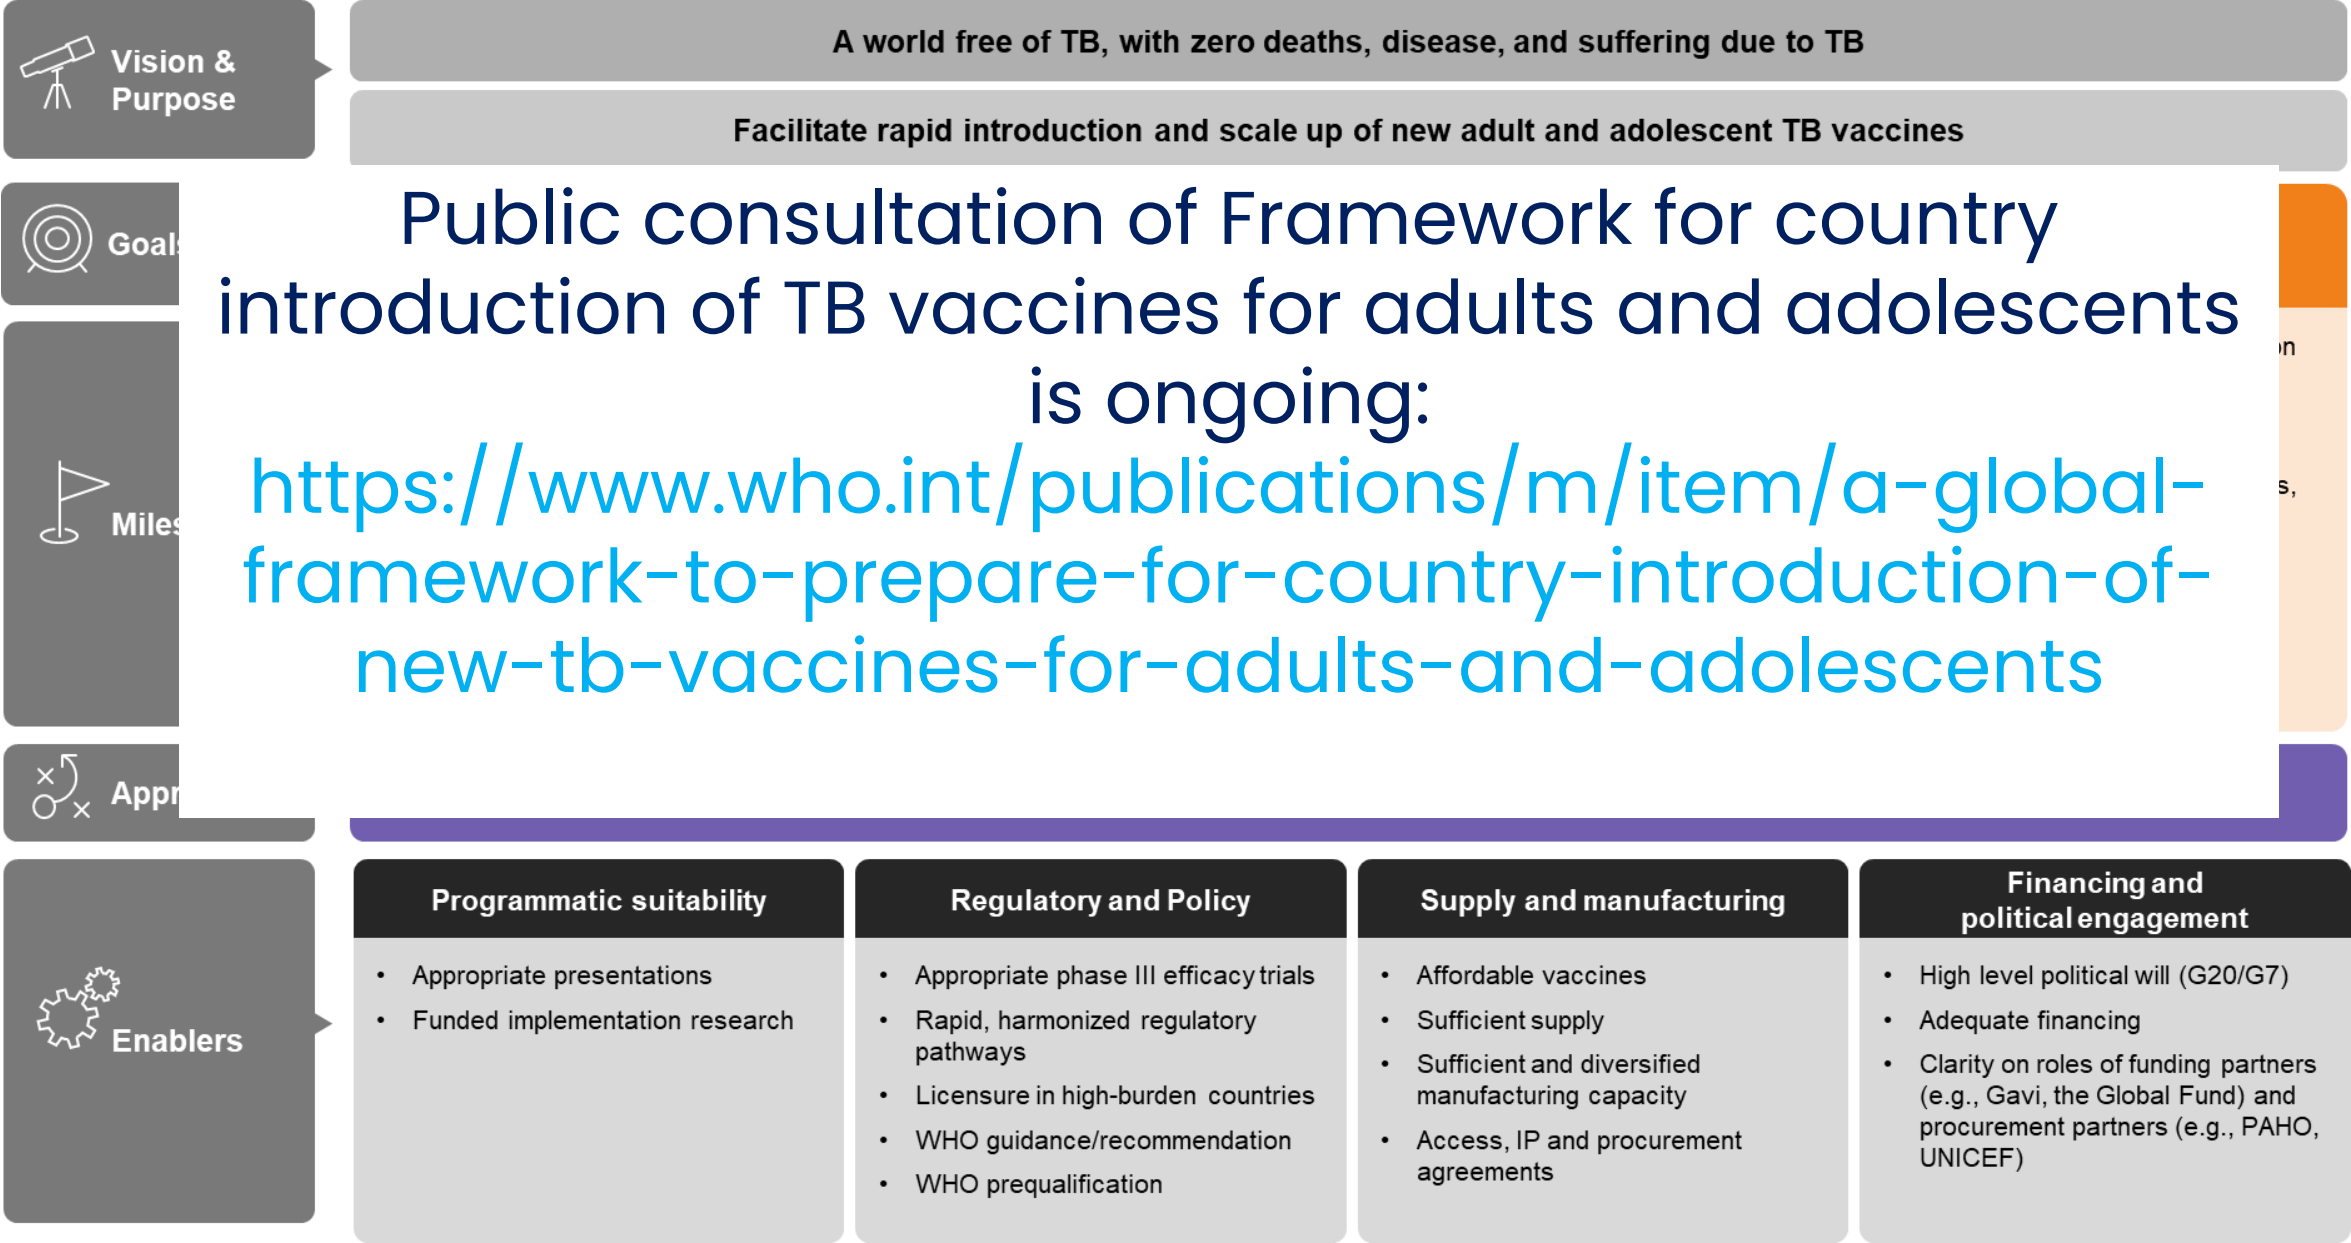 Vision &
Purpose
A world free of TB, with zero deaths, disease, and suffering due to TB
Facilitate rapid introduction and scale up of new adult and adolescent TB vaccines
Public consultation of Framework for country
introduction of TB vaccines for adults and adolescents
is ongoing:
https://www.who.int/publications/m/item/a-global-
framework-to-prepare-for-country-introduction-of-
new-tb-vaccines-for-adults-and-adolescents
Enablers
Programmatic suitability
• Appropriate presentations
• Funded implementation research
Regulatory and Policy
• Appropriate phase III efficacy trials
• Rapid, harmonized regulatory
pathways
• Licensure in high-burden countries
• WHO guidance/recommendation
• WHO prequalification
Supply and manufacturing
• Affordable vaccines
• Sufficient supply
• Sufficient and diversified
manufacturing capacity
• Access, IP and procurement
agreements
Financing and
political engagement
• High level political will (G20/G7)
• Adequate financing
• Clarity on roles of funding partners
(e.g., Gavi, the Global Fund) and
procurement partners (e.g., PAHO,
UNICEF)